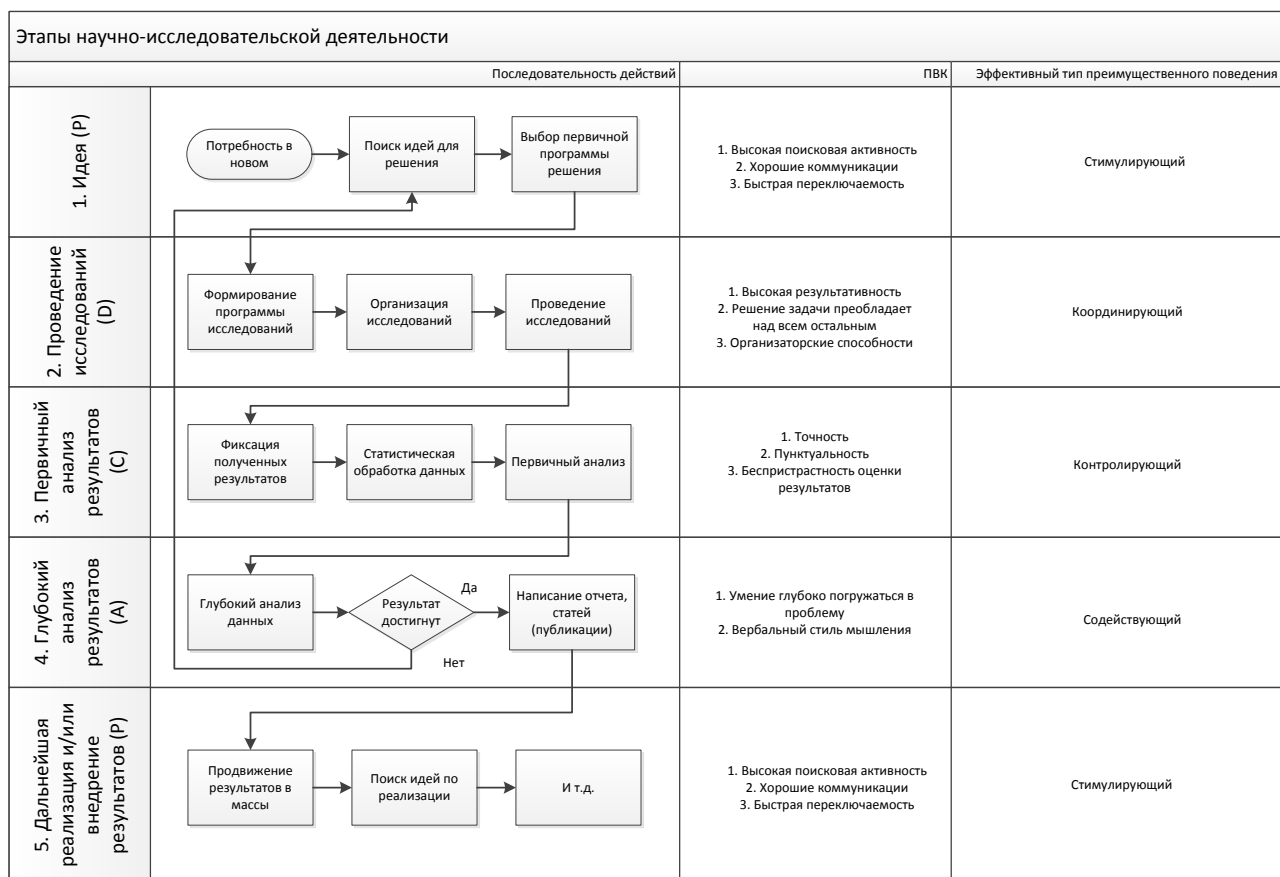 Этапы научно-исследовательской деятельности
Последовательность действий
ПВК
Эффективный тип преимущественного поведения
1. Идея (P)
Потребность в
новом
Поиск идей для
решения
Выбор первичной
программы
решения
1. Высокая поисковая активность
2. Хорошие коммуникации
3. Быстрая переключаемость
Стимулирующий
2. Проведение
исследований
(D)
Формирование
программы
исследований
Организация
исследований
Проведение
исследований
1. Высокая результативность
2. Решение задачи преобладает
над всем остальным
3. Организаторские способности
Координирующий
3. Первичный
анализ
результатов
(C)
Фиксация
полученных
результатов
Статистическая
обработка данных
Первичный анализ
1. Точность
2. Пунктуальность
3. Беспристрастность оценки
результатов
Контролирующий
4. Глубокий
анализ
результатов
(A)
Глубокий анализ
данных
Результат
достигнут
Да
Нет
Написание отчета,
статей
(публикации)
1. Умение глубоко погружаться в
проблему
2. Вербальный стиль мышления
Содействующий
5. Дальнейшая
реализация и/или
внедрение
результатов (P)
Продвижение
результатов в
массы
Поиск идей по
реализации
И т.д.
1. Высокая поисковая активность
2. Хорошие коммуникации
3. Быстрая переключаемость
Стимулирующий